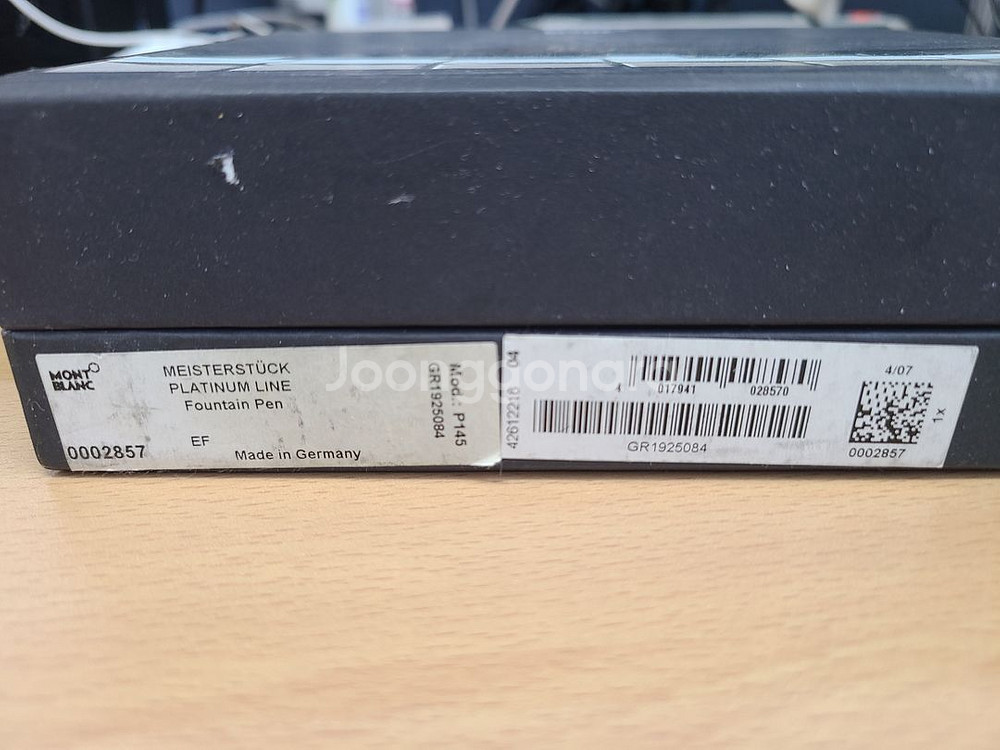 MONT
BLANC
MEISTERSTÜCK
PLATINUM LINE
Fountain Pen
EF
0002857
Made in Germany
Mod.: P145
GR1925084
42612216 04
4 017941 028570
GR1925084
4/07
1x
0002857
Joonggona